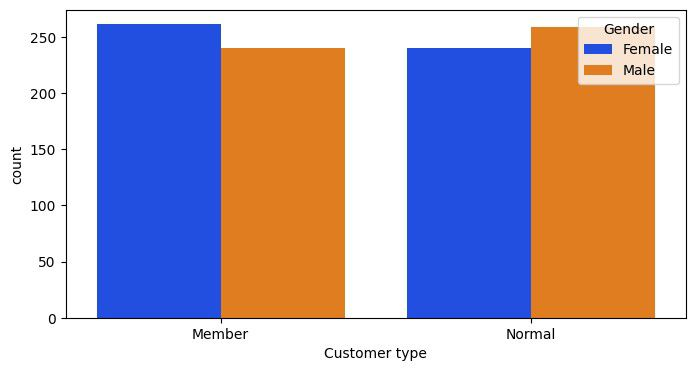 Gender
Female
Male
250
200
150
100
50
0
count
Member
Normal
Customer type